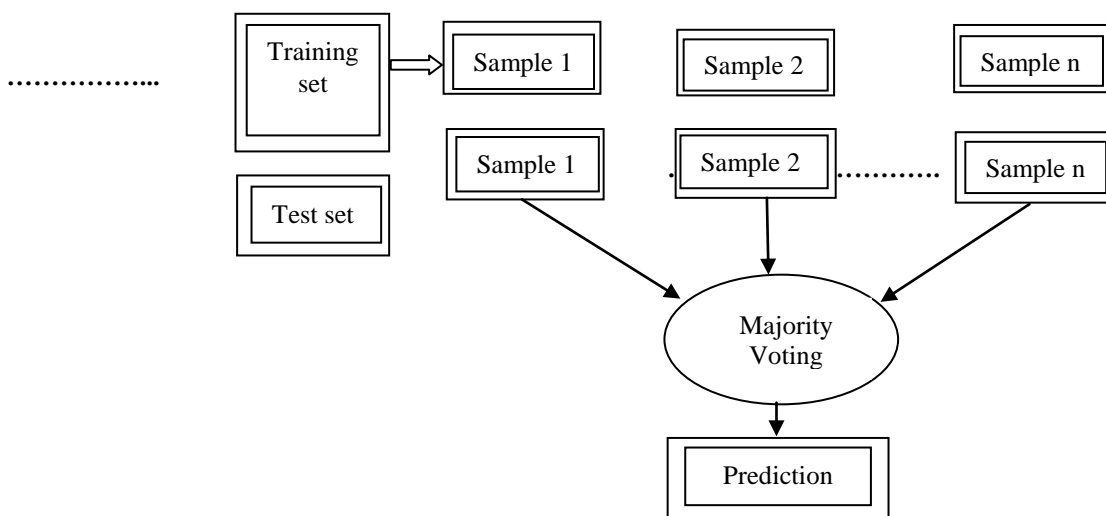 Training
set
Sample 1
Sample 2
Sample n
………………...
Sample 1
Sample 2
Sample n
.
………….
Test set
Majority
Voting
Prediction